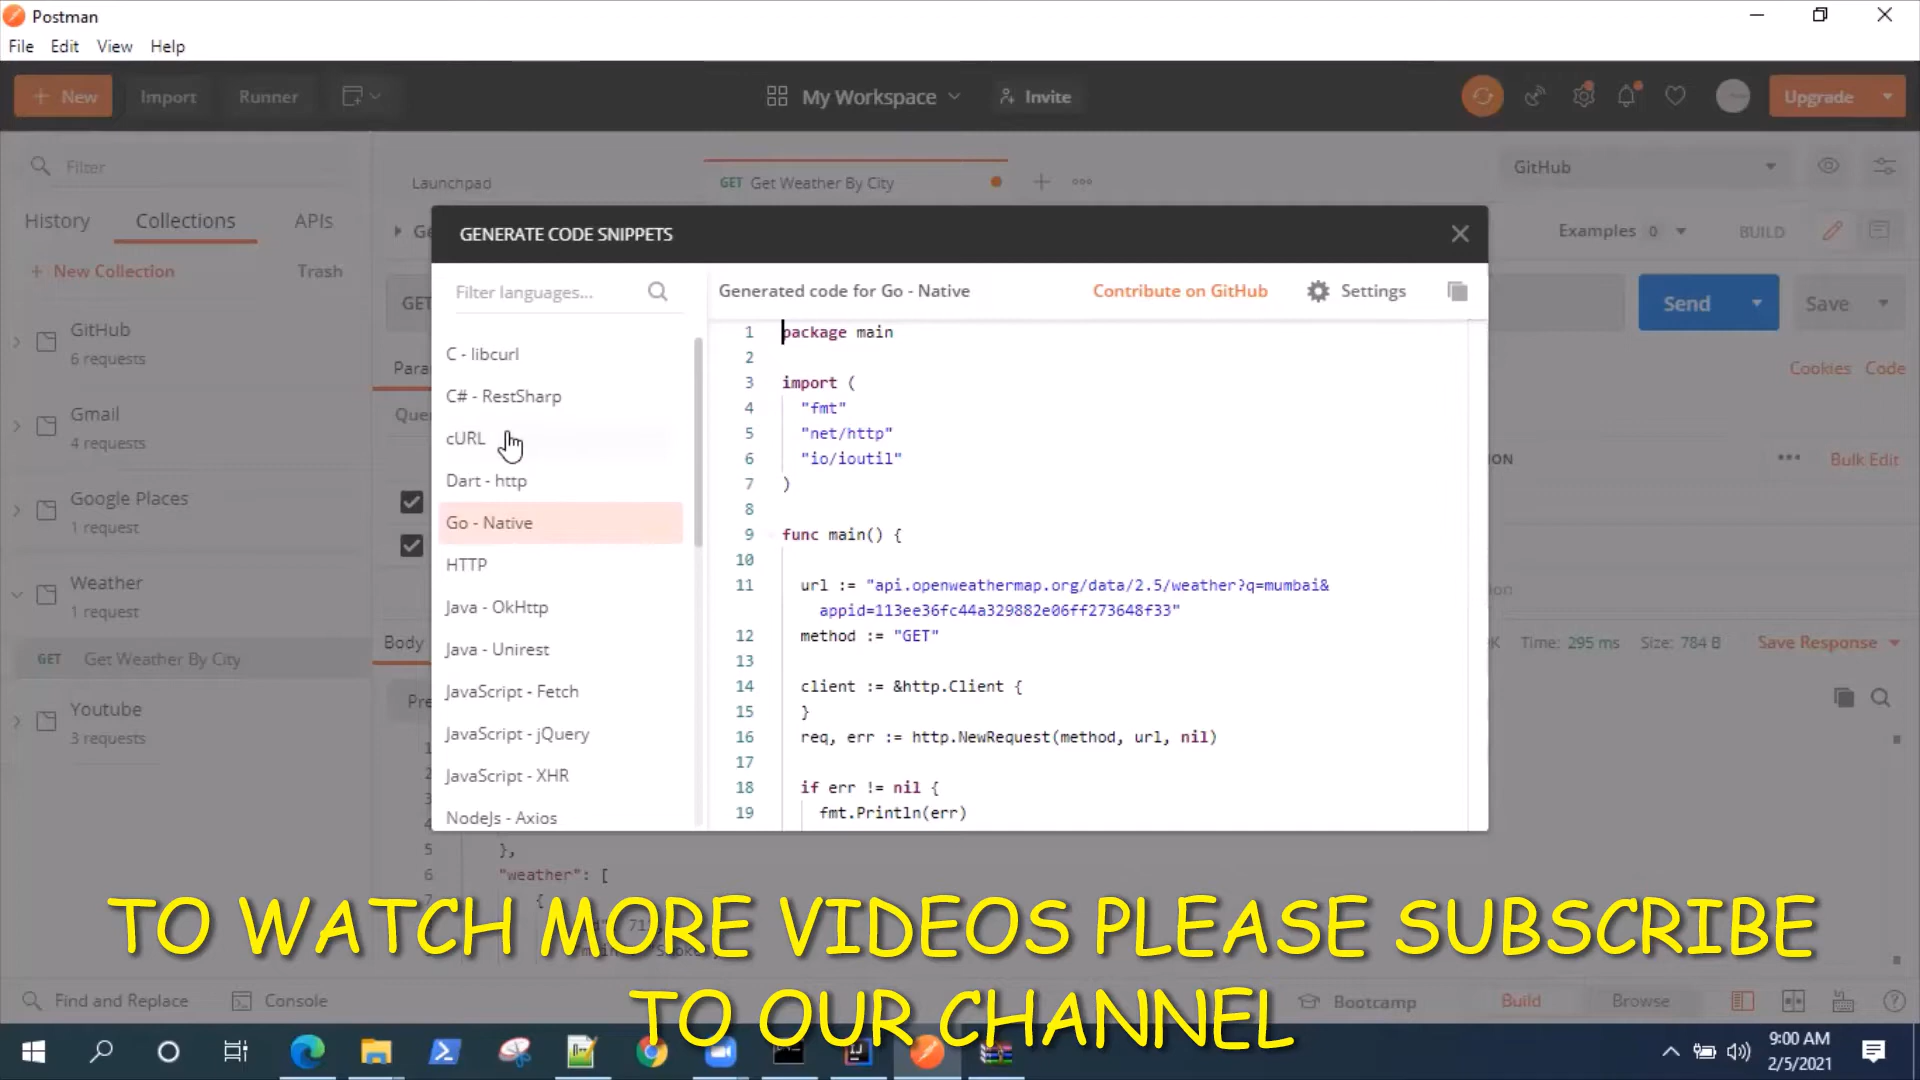 Postman
File Edit View Help
New Import Runner My Workspace Invite Upgrade
Filter
Launchpad
GET Get Weather By City
GitHub
History Collections APIs
Examples 0 BUILD
New Collection Trash
GENERATE CODE SNIPPETS
Filter languages...
Generated code for Go - Native
Contribute on GitHub
Settings
Send Save
Cookies Code
Bulk Edit
GitHub
6 requests
Gmail
4 requests
Google Places
1 request
Weather
1 request
GET Get Weather By City
Youtube
3 requests
C - libcurl
C# - RestSharp
cURL
Dart - http
Go - Native
HTTP
Java - OkHttp
Java - Unirest
JavaScript - Fetch
JavaScript - jQuery
JavaScript - XHR
NodeJs - Axios
1 package main
2
3 import (
4 "fmt"
5 "net/http"
6 "io/ioutil"
7 )
8
9 func main() {
10
11 url := "api.openweathermap.org/data/2.5/weather?q=mumbai&
appid=113ee36fc44a329882e06ff273648f33"
12 method := "GET"
13
14 client := &http.Client {
15 }
16 req, err := http.NewRequest(method, url, nil)
17
18 if err != nil {
19 fmt.Println(err)
Body
Time: 295 ms Size: 784 B Save Response
5 },
6 "weather": [
7 {
TO WATCH MORE VIDEOS PLEASE SUBSCRIBE
TO OUR CHANNEL
Find and Replace Console
Bootcamp Build Browse
9:00 AM
2/5/2021